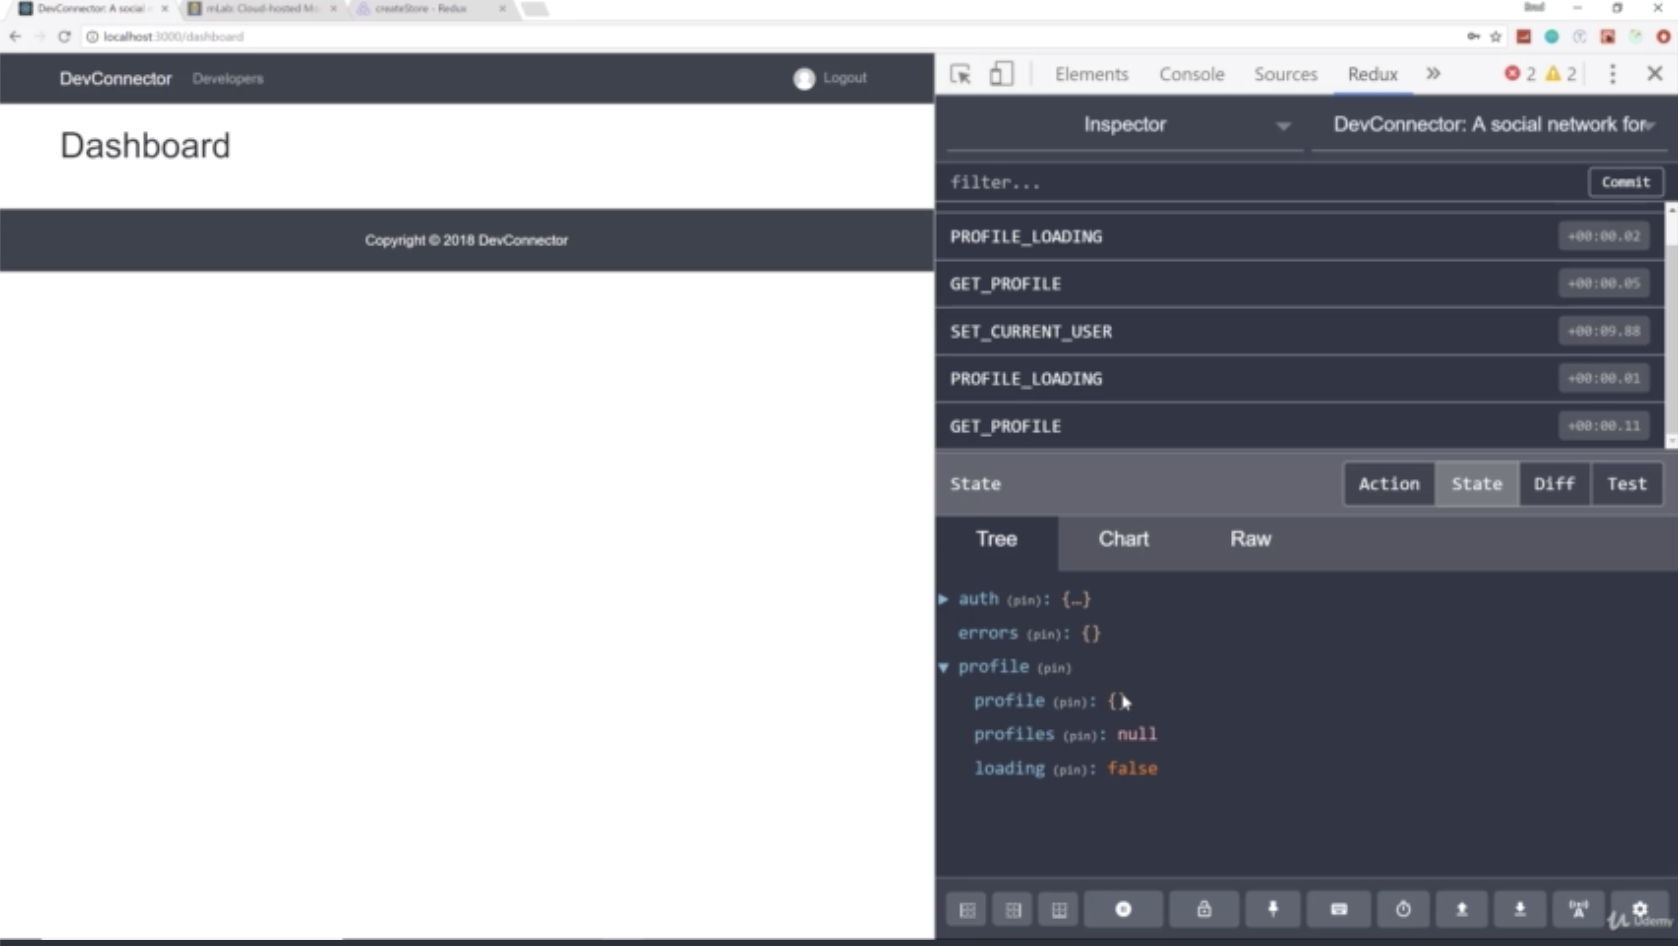 DevConnector: A social
mLab: Cloud-hosted Mo
createStore - Redux
localhost:3000/dashboard
DevConnector Developers Logout
Dashboard
Copyright © 2018 DevConnector
Elements Console Sources Redux » 2 2
Inspector DevConnector: A social network for
filter... Commit
PROFILE_LOADING +00:00.02
GET_PROFILE +00:00.05
SET_CURRENT_USER +00:09.88
PROFILE_LOADING +00:00.01
GET_PROFILE +00:00.11
State Action State Diff Test
Tree Chart Raw
auth (pin): {…}
errors (pin): {}
profile (pin)
profile (pin): {}
profiles (pin): null
loading (pin): false
Udemy